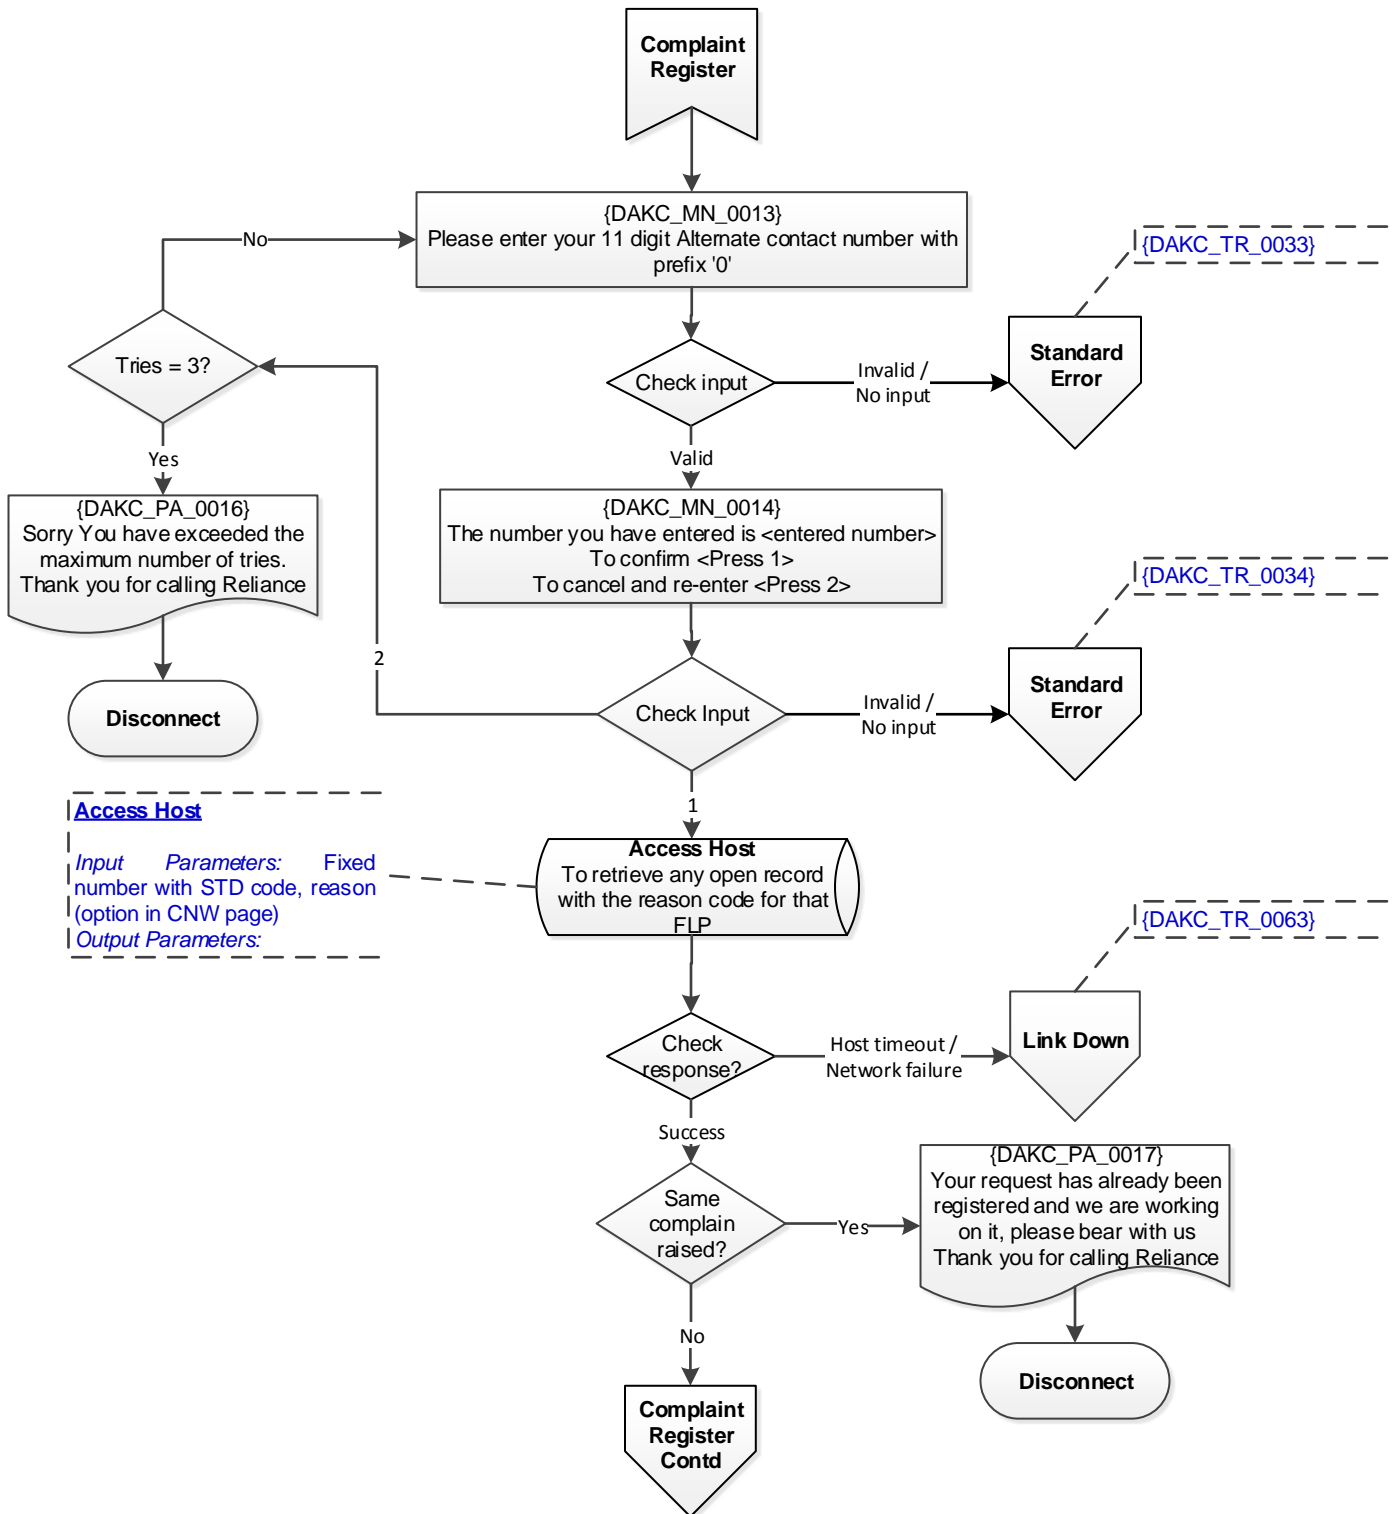 Complaint
Register
{DAKC_MN_0013}
Please enter your 11 digit Alternate contact number with
prefix '0'
No
{DAKC_TR_0033}
Tries = 3?
Check input
Invalid /
No input
Standard
Error
Yes
Valid
{DAKC_PA_0016}
Sorry You have exceeded the
maximum number of tries.
Thank you for calling Reliance
{DAKC_MN_0014}
The number you have entered is <entered number>
To confirm <Press 1>
To cancel and re-enter <Press 2>
{DAKC_TR_0034}
2
Disconnect
Check Input
Invalid /
No input
Standard
Error
1
Access Host
Input Parameters: Fixed
number with STD code, reason
(option in CNW page)
Output Parameters:
Access Host
To retrieve any open record
with the reason code for that
FLP
{DAKC_TR_0063}
Check
response?
Host timeout /
Network failure
Link Down
Success
Same
complain
raised?
Yes
{DAKC_PA_0017}
Your request has already been
registered and we are working
on it, please bear with us
Thank you for calling Reliance
No
Disconnect
Complaint
Register
Contd